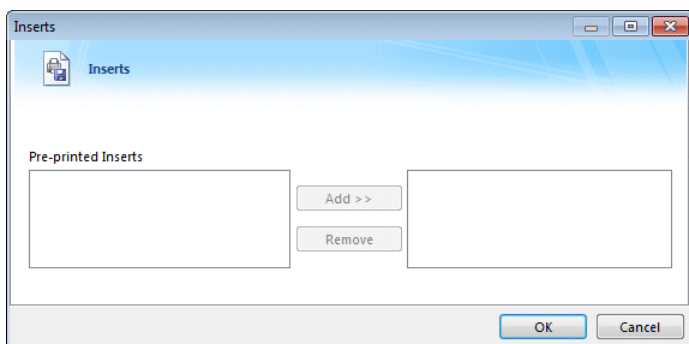 Inserts
Inserts
Pre-printed Inserts
Add >>
Remove
OK
Cancel